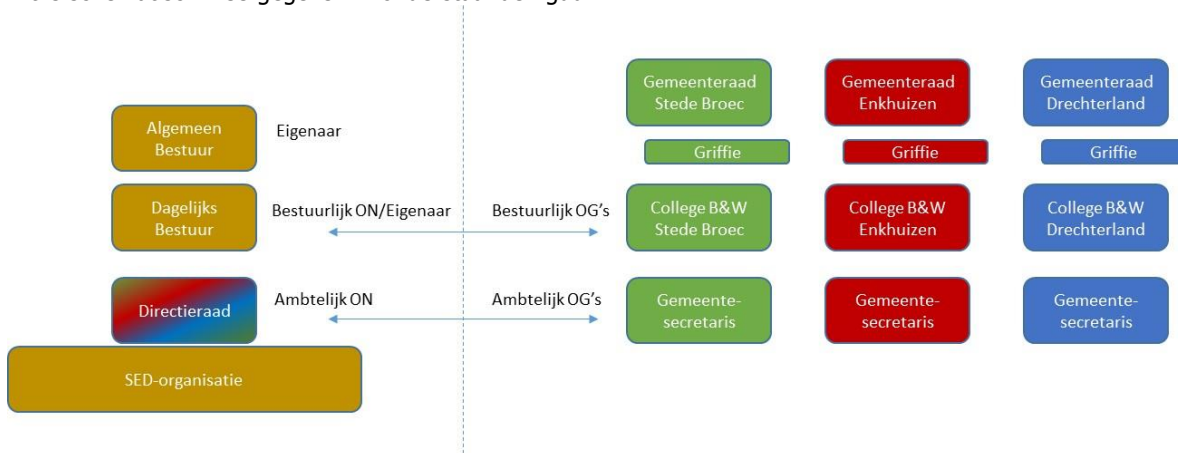 Gemeenteraad
Stede Broec
Gemeenteraad
Enkhuizen
Gemeenteraad
Drechterland
Algemeen
Bestuur
Eigenaar
Griffie
Griffie
Griffie
Dagelijks
Bestuur
Bestuurlijk ON/Eigenaar
Bestuurlijk OG's
College B&W
Stede Broec
College B&W
Enkhuizen
College B&W
Drechterland
Directieraad
Ambtelijk ON
Ambtelijk OG's
Gemeente-
secretaris
Gemeente-
secretaris
Gemeente-
secretaris
SED-organisatie